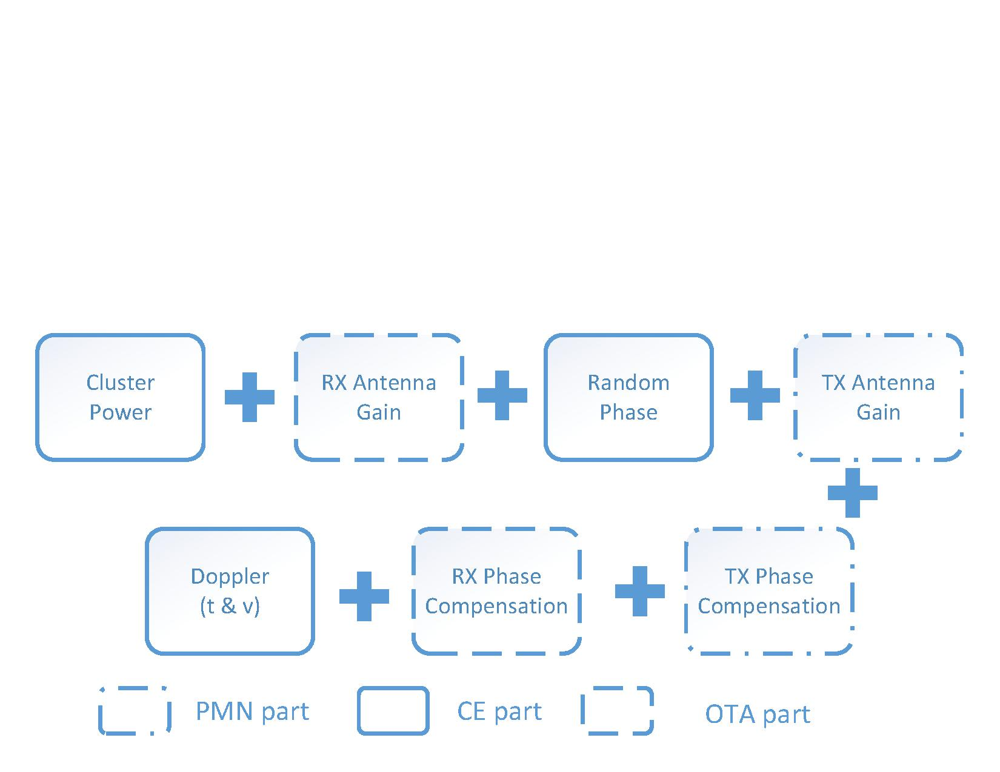 Cluster
Power
RX Antenna
Gain
Random
Phase
TX Antenna
Gain
Doppler
(t & v)
RX Phase
Compensation
TX Phase
Compensation
PMN part
CE part
OTA part